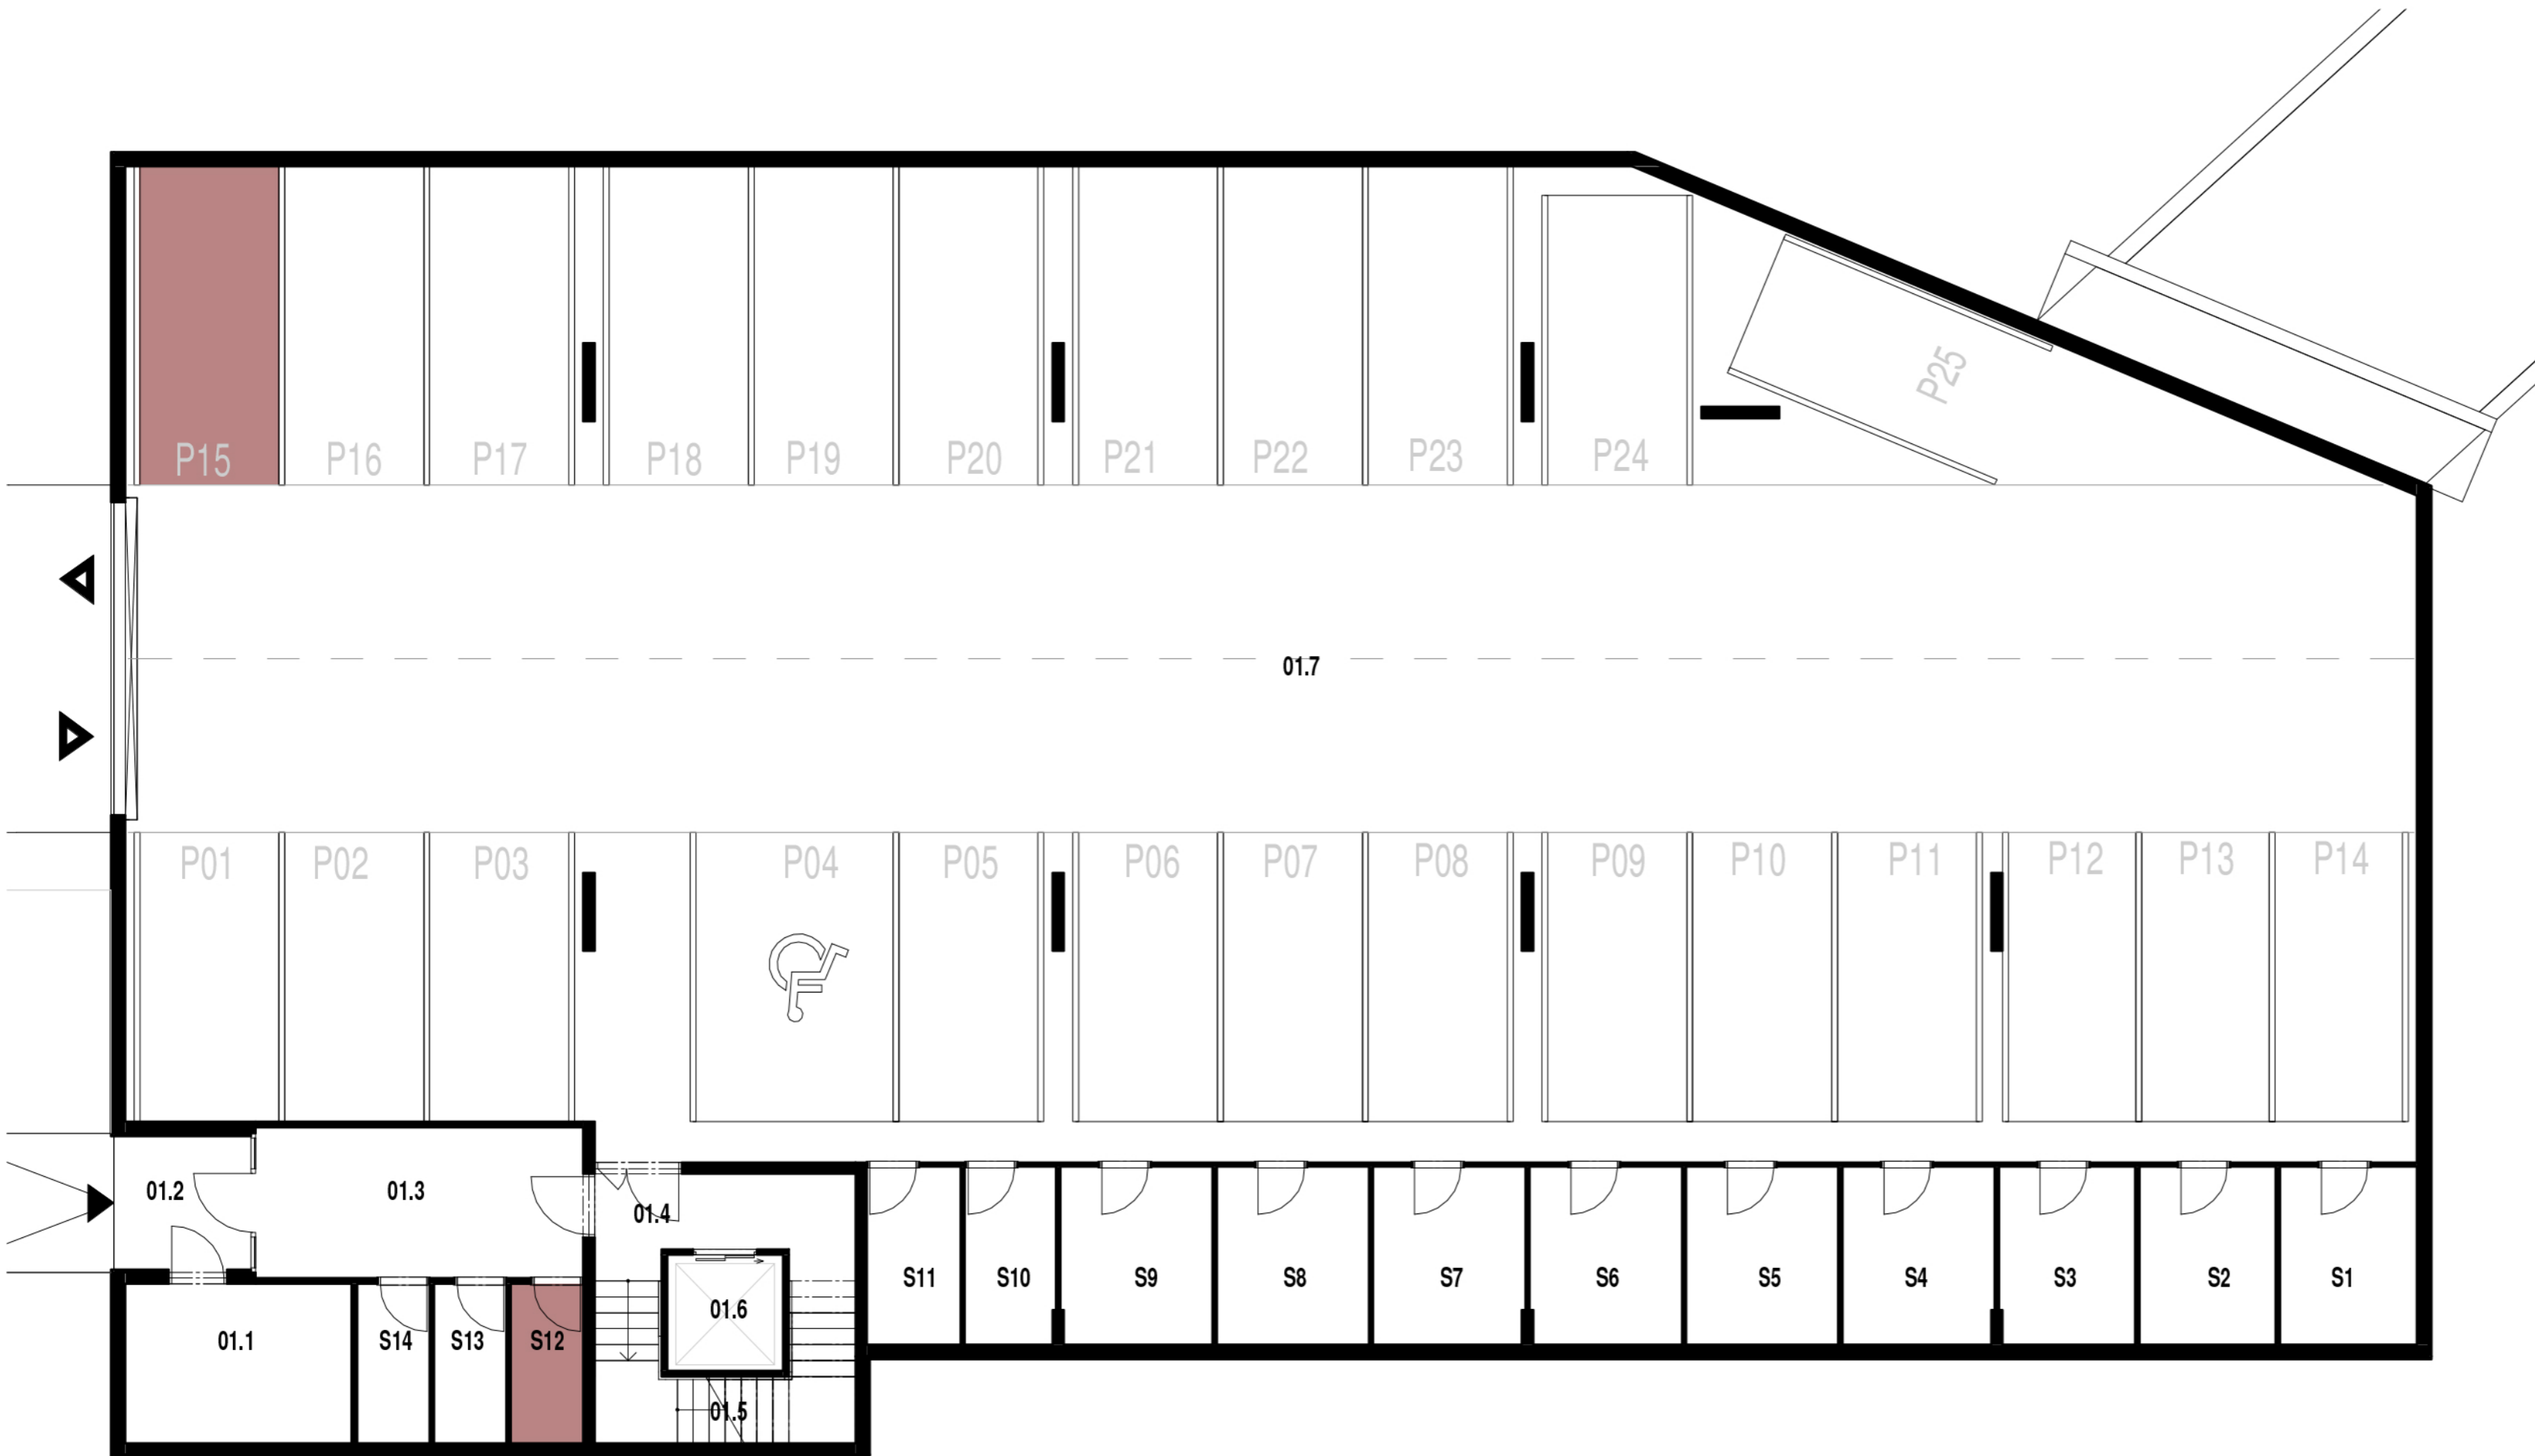 P25
P15 P16 P17 P18 P19 P20 P21 P22 P23 P24
01.7
P01 P02 P03 P04 P05 P06 P07 P08 P09 P10 P11 P12 P13 P14
01.2 01.3 01.4
S11 S10 S9 S8 S7 S6 S5 S4 S3 S2 S1
01.6
01.1 S14 S13 S12
01.5